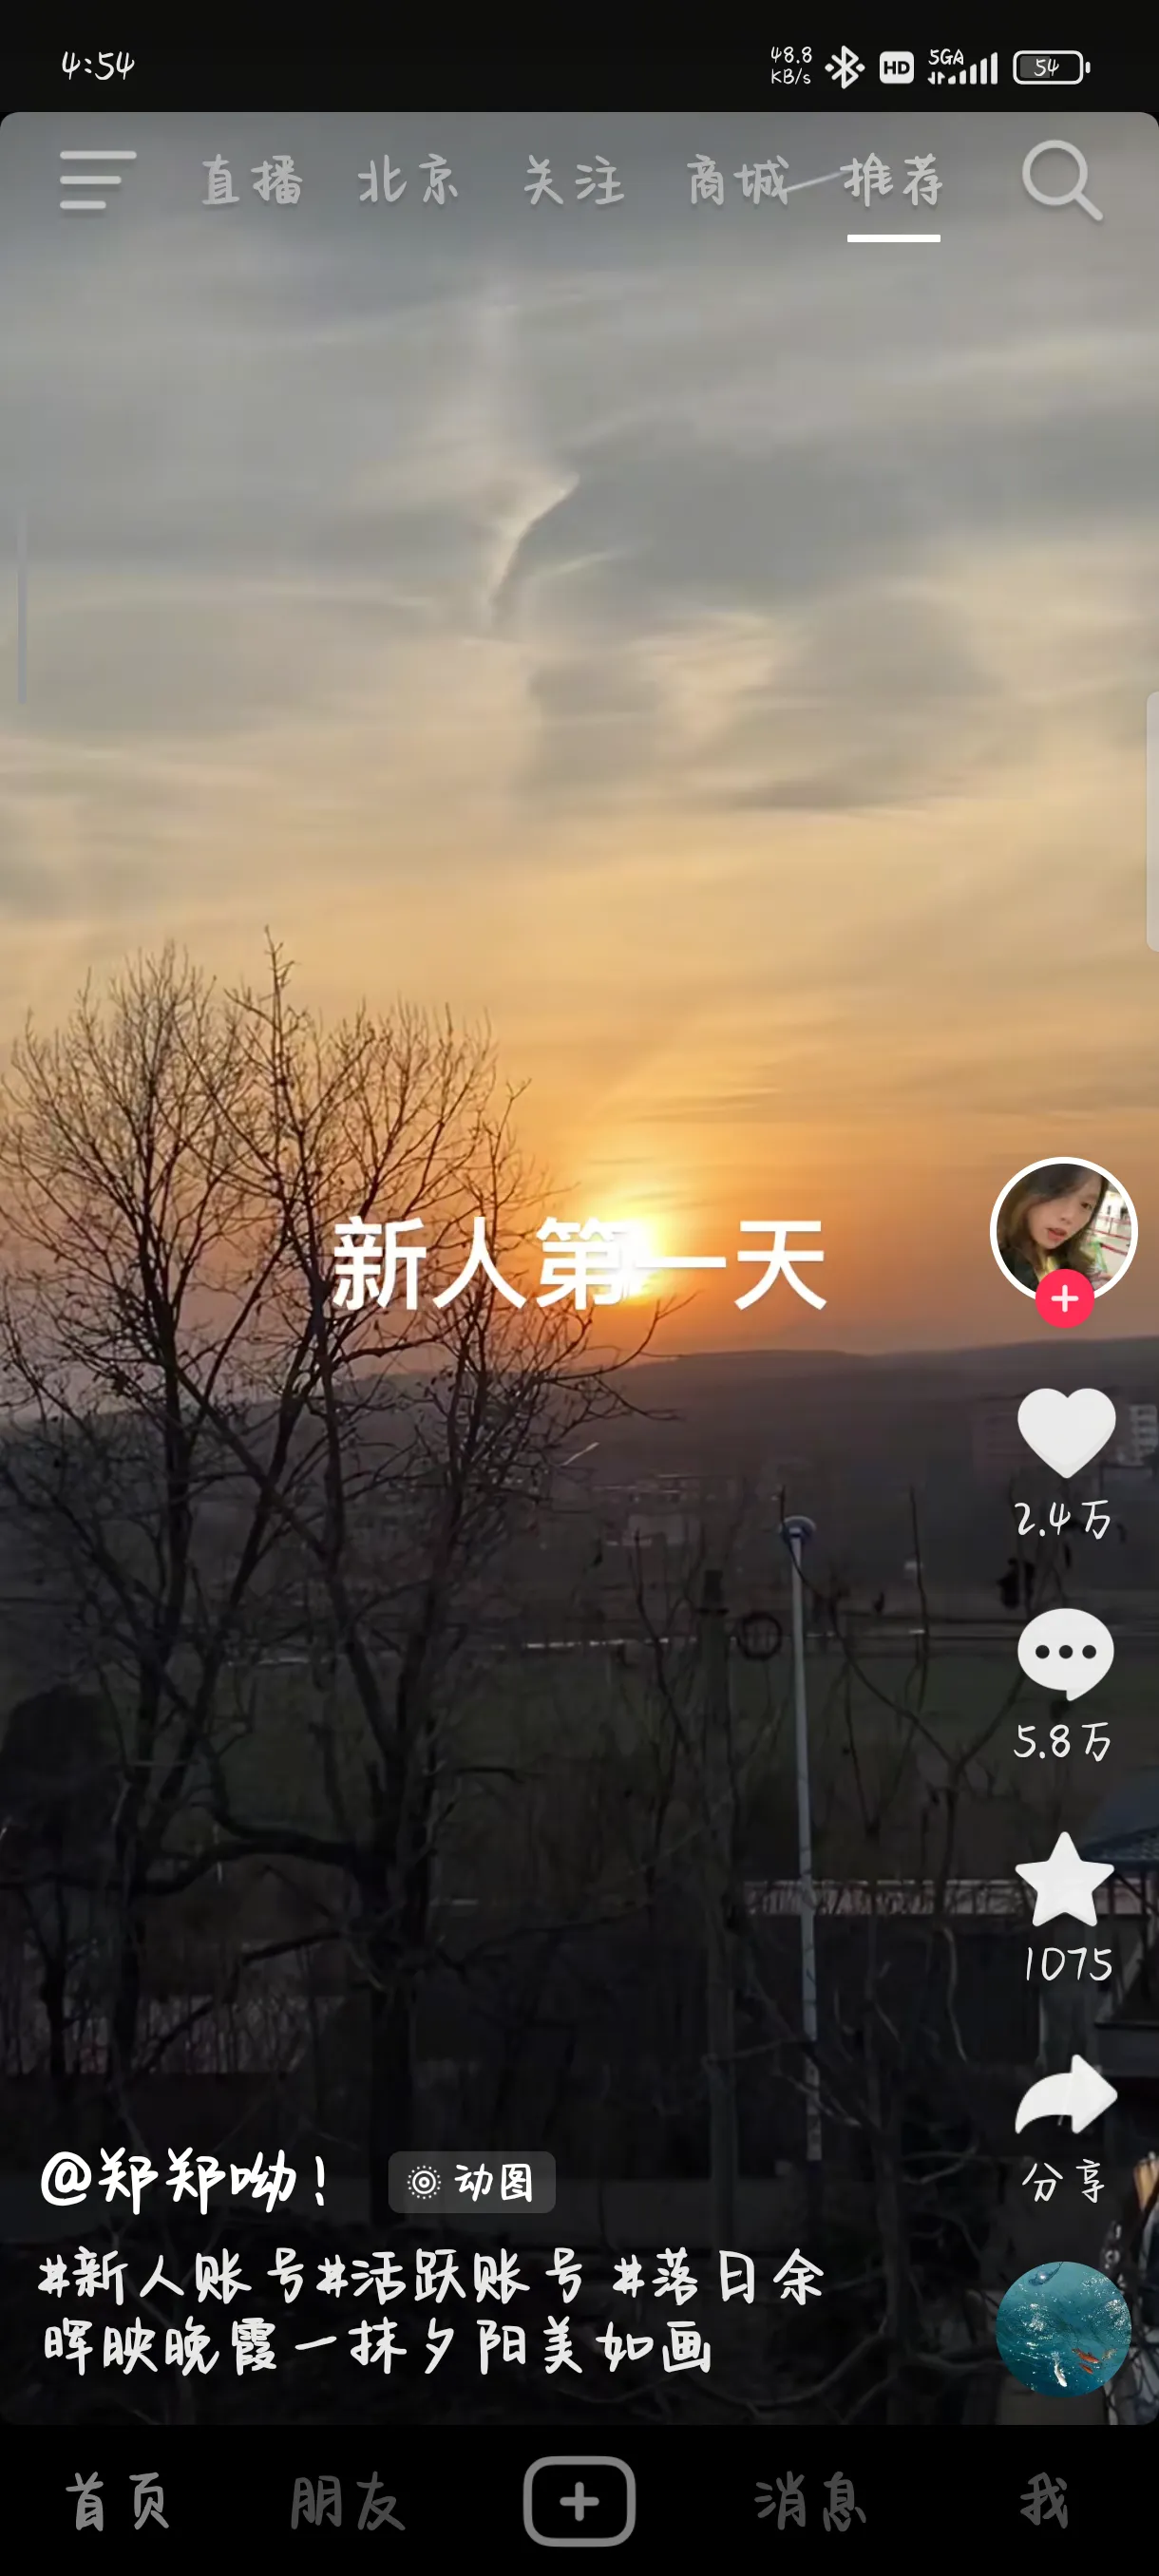 4:54
48.8 KB/s HD 5GA 54
直播 北京 关注 商城 推荐
新人第一天
2.4万
5.8万
1075
分享
@郑郑呦！ 动图
#新人账号#活跃账号 #落日余
晖映晚霞一抹夕阳美如画
首页 朋友 消息 我